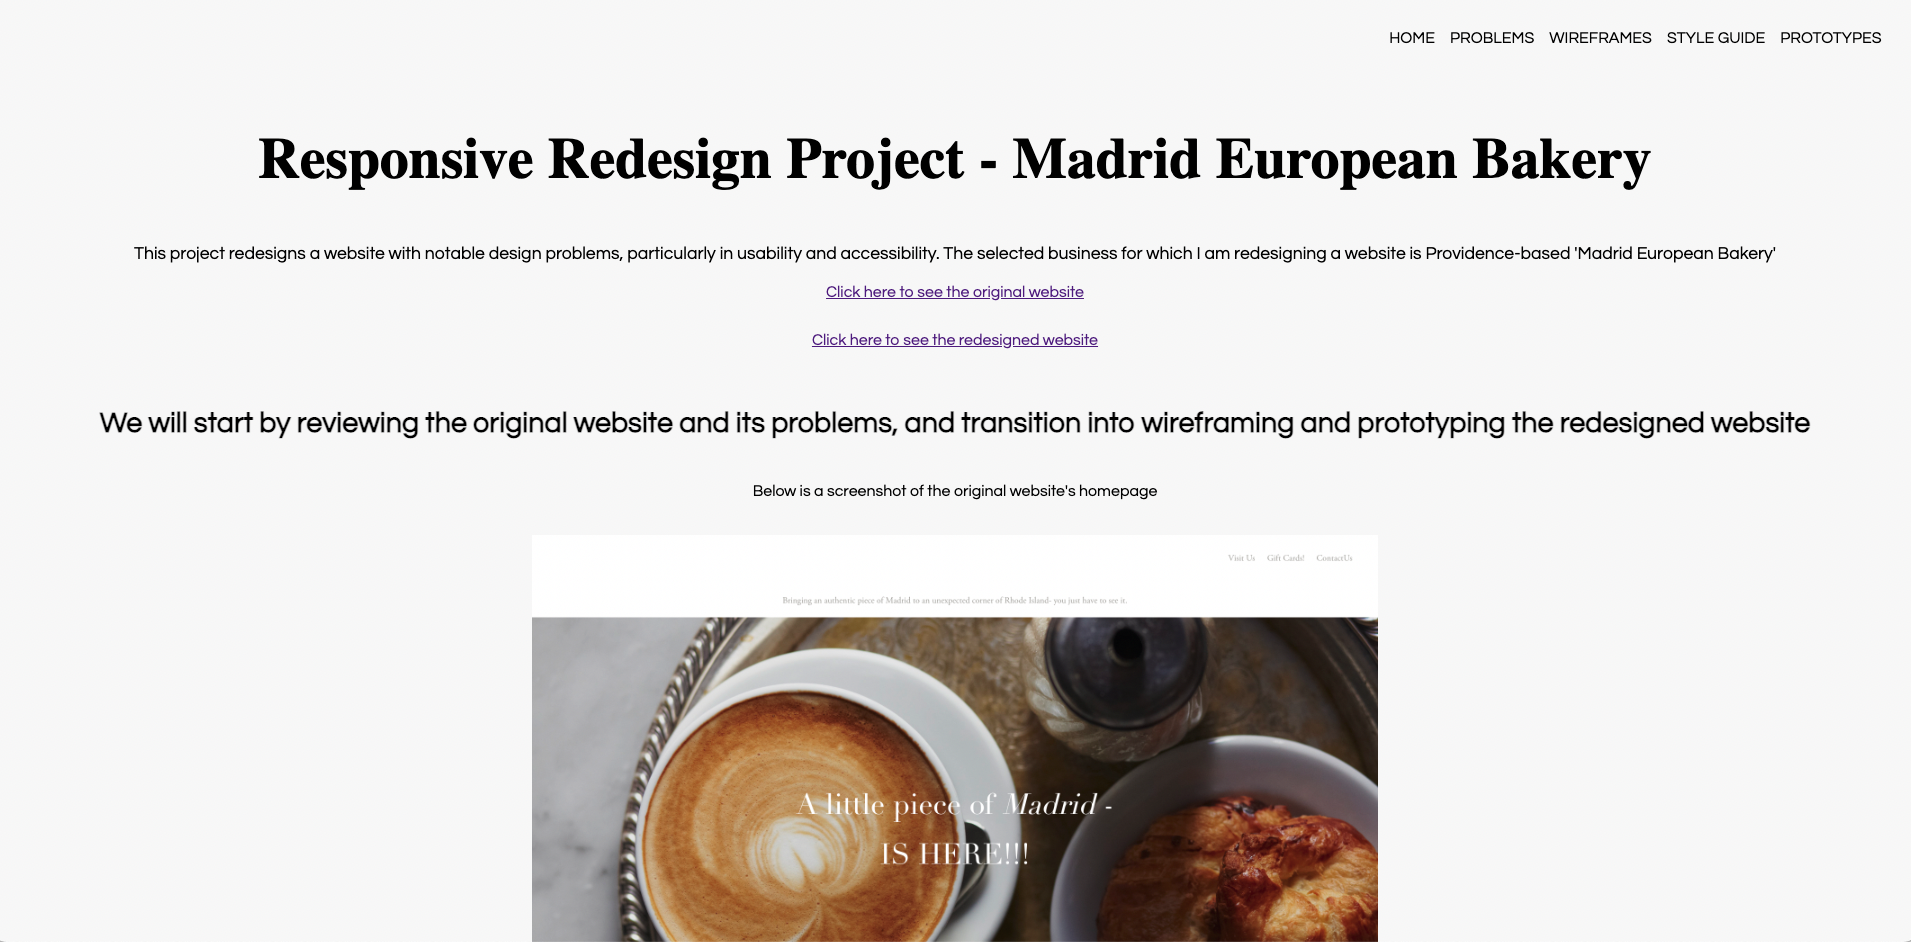 HOME PROBLEMS WIREFRAMES STYLE GUIDE PROTOTYPES
Responsive Redesign Project - Madrid European Bakery
This project redesigns a website with notable design problems, particularly in usability and accessibility. The selected business for which I am redesigning a website is Providence-based 'Madrid European Bakery'
Click here to see the original website
Click here to see the redesigned website
We will start by reviewing the original website and its problems, and transition into wireframing and prototyping the redesigned website
Below is a screenshot of the original website's homepage
Visit Us Gift Cards! ContactUs
Bringing an authentic piece of Madrid to an unexpected corner of Rhode Island- you just have to see it.
A little piece of Madrid -
IS HERE!!!